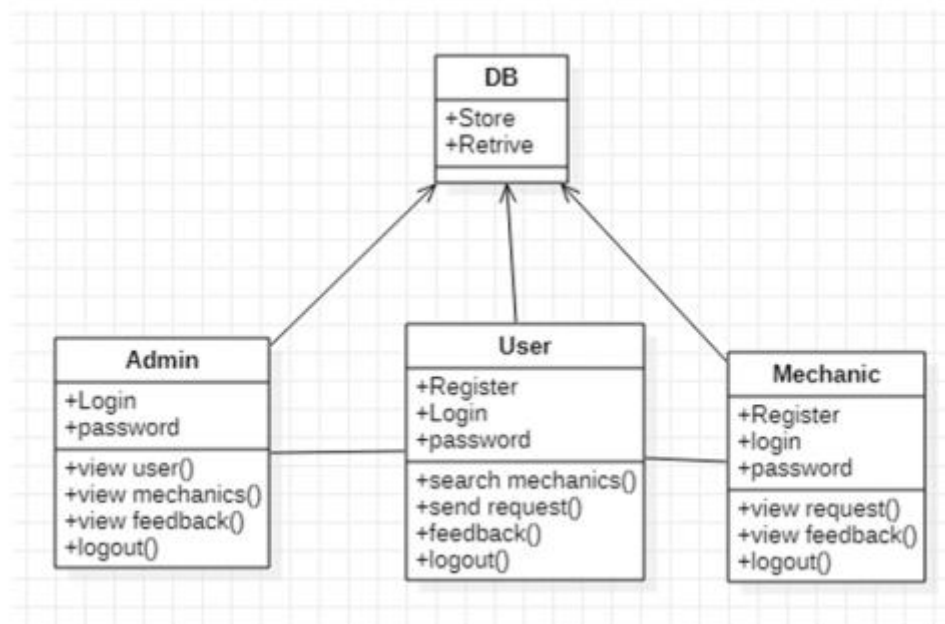 DB
+Store
+Retrive
Admin
+Login
+password
+view user()
+view mechanics()
+view feedback()
+logout()
User
+Register
+Login
+password
+search mechanics()
+send request()
+feedback()
+logout()
Mechanic
+Register
+login
+password
+view request()
+view feedback()
+logout()